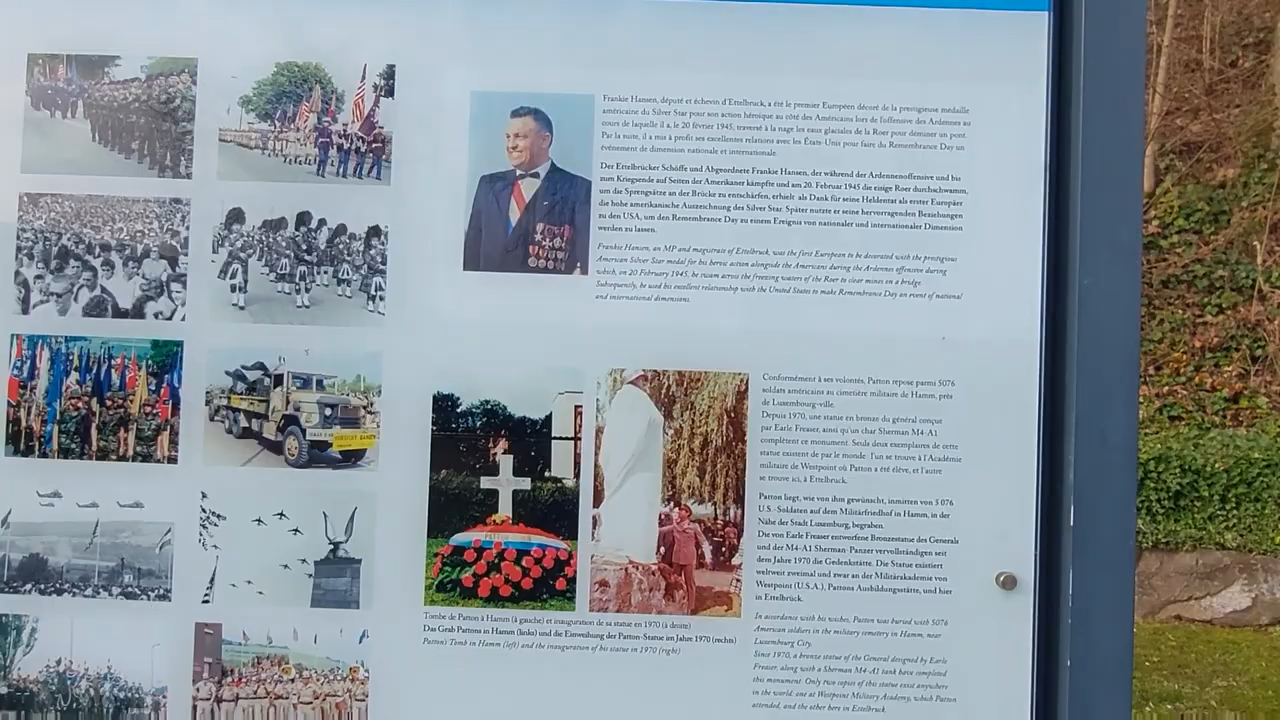 Frankie Hansen, député et échevin d'Ettelbruck, a été le premier Européen décoré de la prestigieuse médaille
américaine du Silver Star pour son action héroïque au côté des Américains lors de l'offensive des Ardennes au
cours de laquelle il a, le 20 février 1945, traversé à la nage les eaux glaciales de la Roer pour déminer un pont.
Par la suite, il a mis à profit ses excellentes relations avec les États-Unis pour faire du Remembrance Day un
événement de dimension nationale et internationale.
Der Ettelbrücker Schöffe und Abgeordnete Frankie Hansen, der während der Ardennenoffensive und bis
zum Kriegsende auf Seiten der Amerikaner kämpfte und am 20. Februar 1945 die eisige Roer durchschwamm,
um die Sprengsätze an der Brücke zu entschärfen, erhielt als Dank für seine Heldentat als erster Europäer
die hohe amerikanische Auszeichnung des Silver Star. Später nutzte er seine hervorragenden Beziehungen
zu den USA, um den Remembrance Day zu einem Ereignis von nationaler und internationaler Dimension
werden zu lassen.
Frankie Hansen, an MP and magistrate of Ettelbruck, was the first European to be decorated with the prestigious
American Silver Star medal for his heroic action alongside the Americans during the Ardennes offensive during
which, on 20 February 1945, he swam across the freezing waters of the Roer to clear mines on a bridge.
Subsequently, he used his excellent relationship with the United States to make Remembrance Day an event of national
and international dimensions.
Conformément à ses volontés, Patton repose parmi 5076
soldats américains au cimetière militaire de Hamm, près
de Luxembourg-ville.
Depuis 1970, une statue en bronze du général conçue
par Earle Freaser, ainsi qu'un char Sherman M4-A1
complètent ce monument. Seuls deux exemplaires de cette
statue existent de par le monde: l'un se trouve à l'Académie
militaire de Westpoint où Patton a été élève, et l'autre
se trouve ici, à Ettelbruck.
Patton liegt, wie von ihm gewünscht, inmitten von 5 076
U.S.-Soldaten auf dem Militärfriedhof in Hamm, in der
Nähe der Stadt Luxemburg, begraben.
Die von Earle Freaser entworfene Bronzestatue des Generals
und der M4-A1 Sherman-Panzer vervollständigen seit
dem Jahre 1970 die Gedenkstätte. Die Statue existiert
weltweit zweimal und zwar an der Militärakademie von
Westpoint (U.S.A.), Pattons Ausbildungsstätte, und hier
in Ettelbrück.
In accordance with his wishes, Patton was buried with 5076
American soldiers in the military cemetery in Hamm, near
Luxembourg City.
Since 1970, a bronze statue of the General designed by Earle
Freaser, along with a Sherman M4-A1 tank have completed
this monument. Only two copies of this statue exist anywhere
in the world: one at Westpoint Military Academy, which Patton
attended, and the other here in Ettelbruck.
Tombe de Patton à Hamm (à gauche) et inauguration de sa statue en 1970 (à droite)
Das Grab Pattons in Hamm (links) und die Einweihung der Patton-Statue im Jahre 1970 (rechts)
Patton's Tomb in Hamm (left) and the inauguration of his statue in 1970 (right)